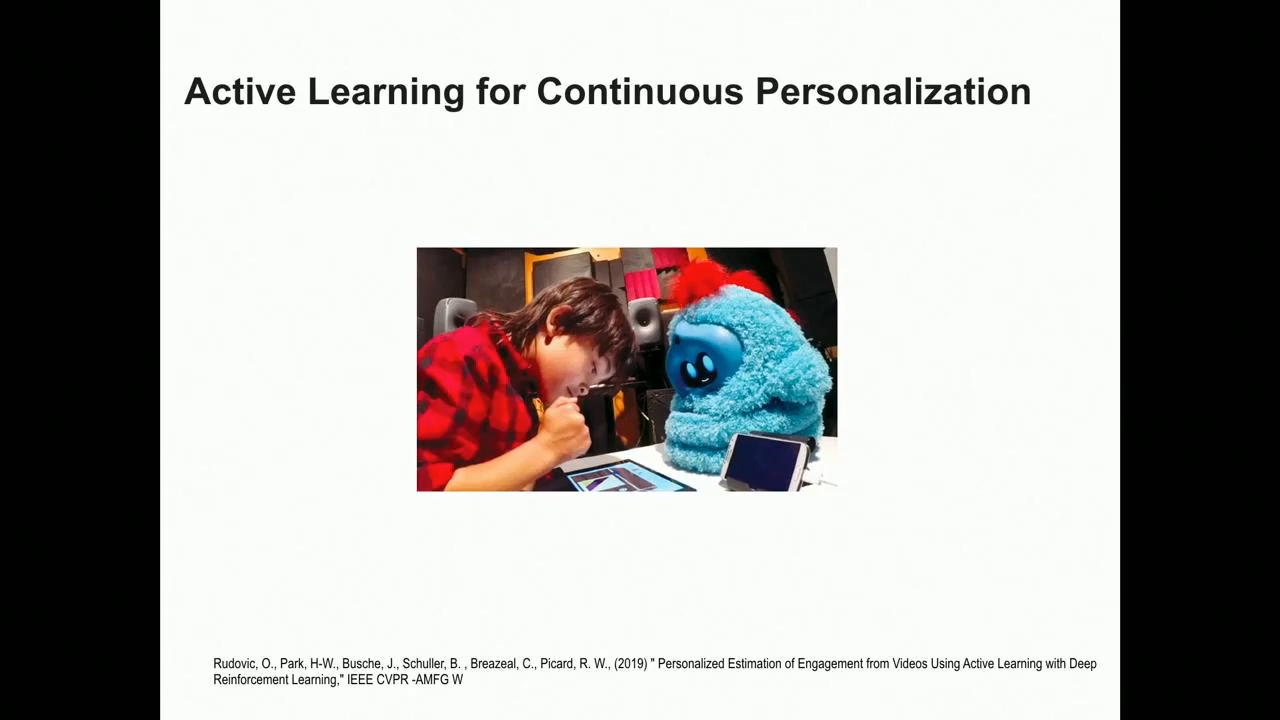 Active Learning for Continuous Personalization
Rudovic, O., Park, H-W., Busche, J., Schuller, B. , Breazeal, C., Picard, R. W., (2019) " Personalized Estimation of Engagement from Videos Using Active Learning with Deep
Reinforcement Learning," IEEE CVPR -AMFG W